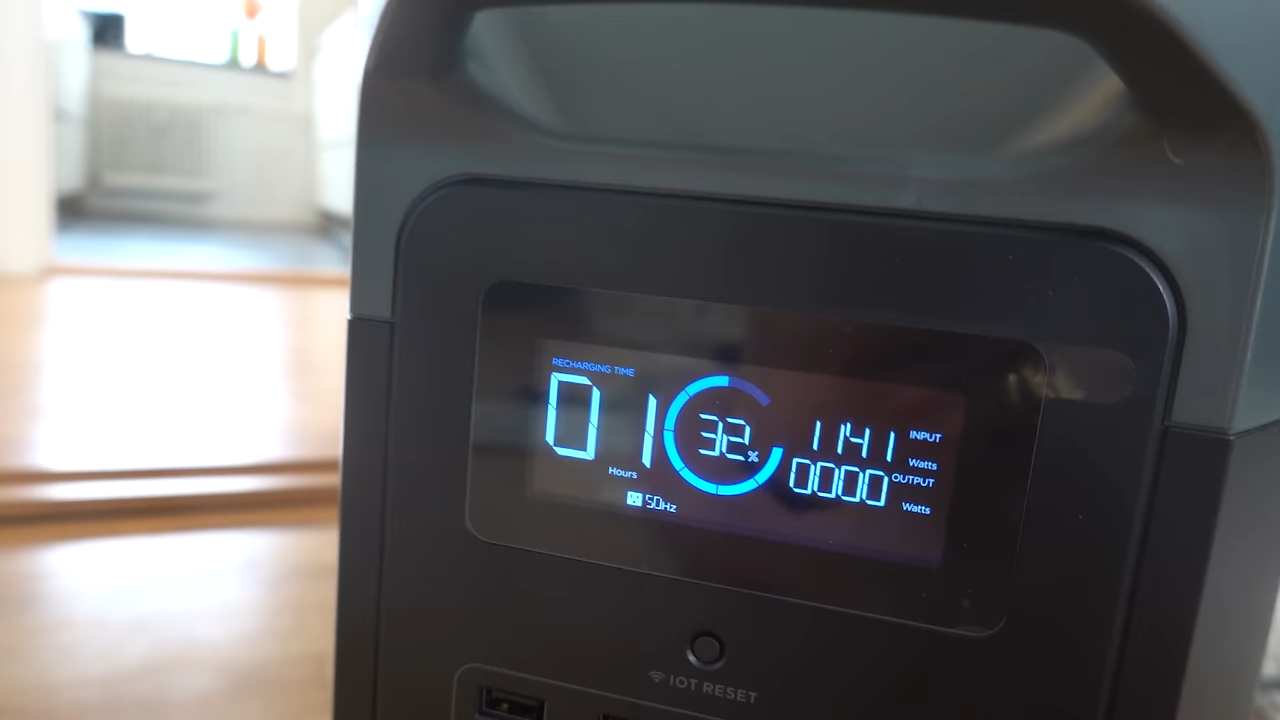 RECHARGING TIME
01
Hours
50Hz
32%
1141 INPUT
Watts
0000 OUTPUT
Watts
IOT RESET